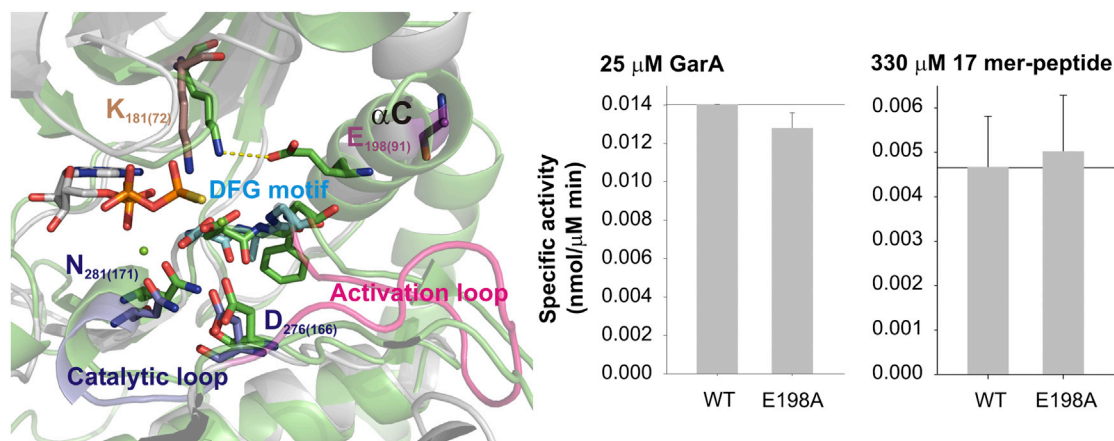 K181(72)
αC
E198(91)
DFG motif
N281(171)
Activation loop
D276(166)
Catalytic loop
25 μM GarA
Specific activity
(nmol/μM min)
0.014
0.012
0.010
0.008
0.006
0.004
0.002
0.000
WT E198A
330 μM 17 mer-peptide
0.006
0.005
0.004
0.003
0.002
0.001
0.000
WT E198A